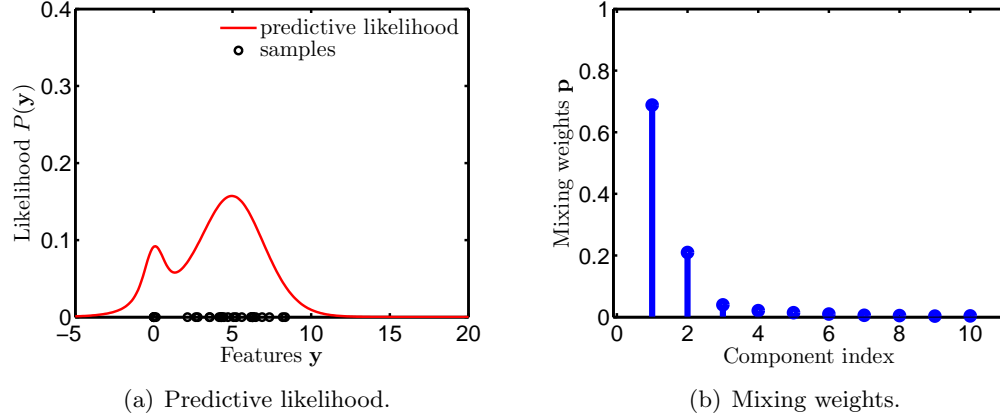 0.4
0.3
0.2
0.1
0
−5
0
5
10
15
20
Likelihood P(y)
Features y
predictive likelihood
samples
(a) Predictive likelihood.
1
0.8
0.6
0.4
0.2
0
0
2
4
6
8
10
Mixing weights p
Component index
(b) Mixing weights.